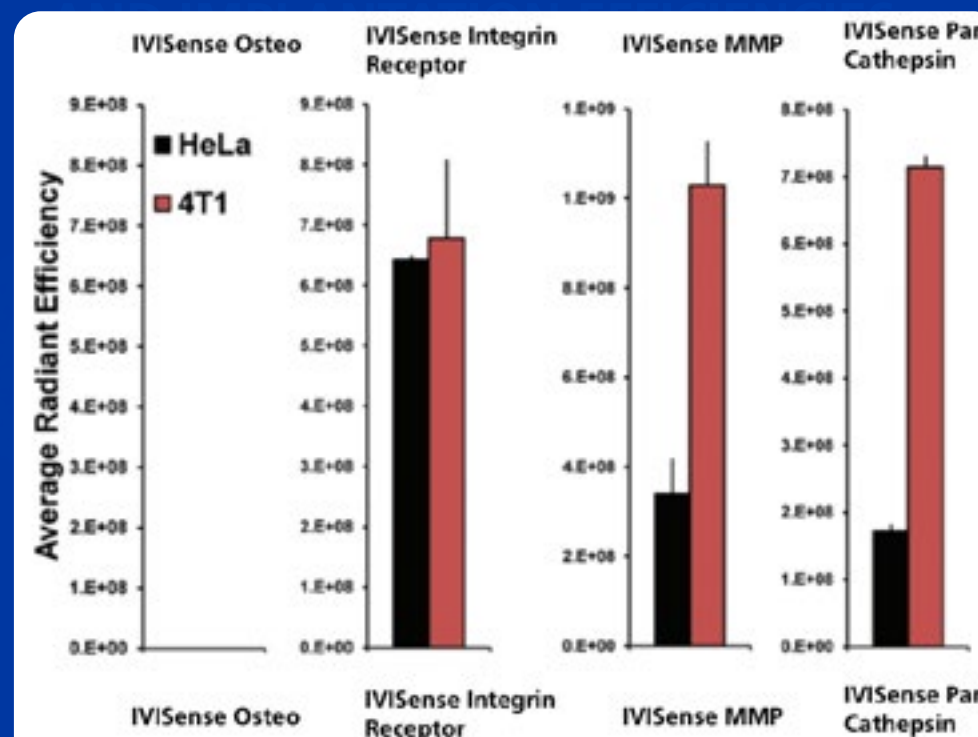 IVISense Osteo
IVISense Integrin
Receptor
IVISense MMP
IVISense Pan
Cathepsin
Average Radiant Efficiency
HeLa
4T1
9.E+08
8.E+08
7.E+08
6.E+08
5.E+08
4.E+08
3.E+08
2.E+08
1.E+08
0.E+00
9.E+08
8.E+08
7.E+08
6.E+08
5.E+08
4.E+08
3.E+08
2.E+08
1.E+08
0.E+00
1.E+09
1.E+09
8.E+08
6.E+08
4.E+08
2.E+08
0.E+00
8.E+08
7.E+08
6.E+08
5.E+08
4.E+08
3.E+08
2.E+08
1.E+08
0.E+00
IVISense Osteo
IVISense Integrin
Receptor
IVISense MMP
IVISense Pan
Cathepsin